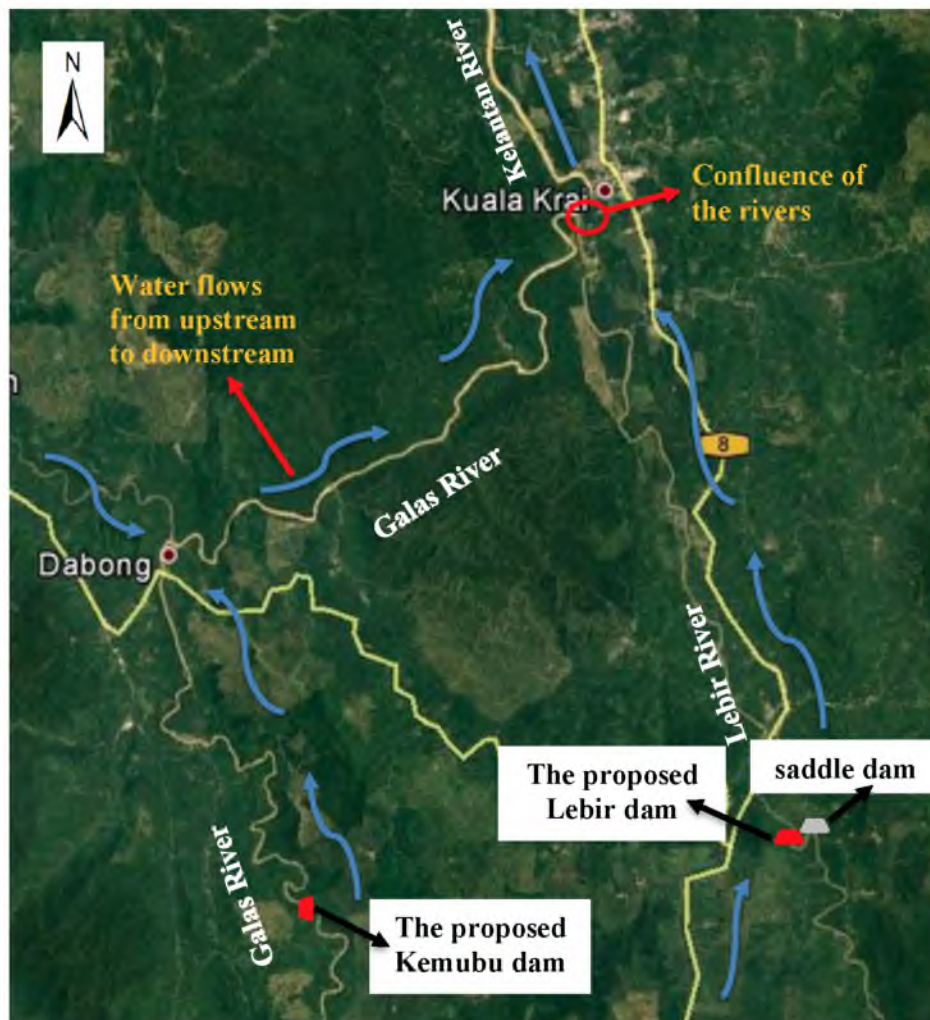 N
Kelantan River
Kuala Krai
Confluence of
the rivers
Water flows
from upstream
to downstream
n
8
Galas River
Dabong
Lebir River
The proposed
Lebir dam
saddle dam
Galas River
The proposed
Kemubu dam